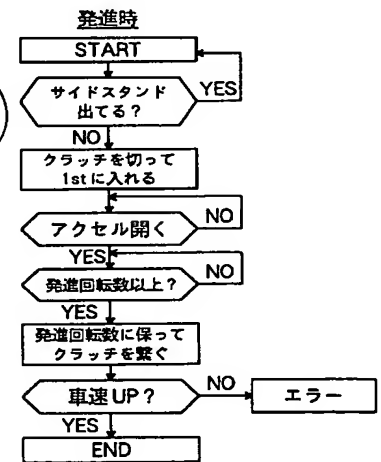 発進時
START
サイドスタンド
出てる？
YES
NO
クラッチを切って
1stに入れる
アクセル開く
NO
YES
発進回転数以上？
NO
YES
発進回転数に保って
クラッチを繋ぐ
車速UP？
NO
エラー
YES
END